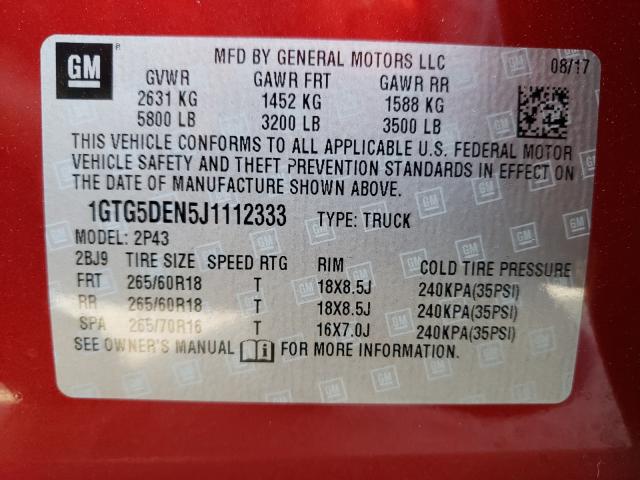 GM
MFD BY GENERAL MOTORS LLC 08/17
GVWR GAWR FRT GAWR RR
2631 KG 1452 KG 1588 KG
5800 LB 3200 LB 3500 LB
THIS VEHICLE CONFORMS TO ALL APPLICABLE U.S. FEDERAL MOTOR
VEHICLE SAFETY AND THEFT PREVENTION STANDARDS IN EFFECT ON
THE DATE OF MANUFACTURE SHOWN ABOVE.
1GTG5DEN5J1112333 TYPE: TRUCK
MODEL: 2P43
2BJ9 TIRE SIZE SPEED RTG RIM COLD TIRE PRESSURE
FRT 265/60R18 T 18X8.5J 240KPA(35PSI)
RR 265/60R18 T 18X8.5J 240KPA(35PSI)
SPA 265/70R16 T 16X7.0J 240KPA(35PSI)
SEE OWNER'S MANUAL FOR MORE INFORMATION.